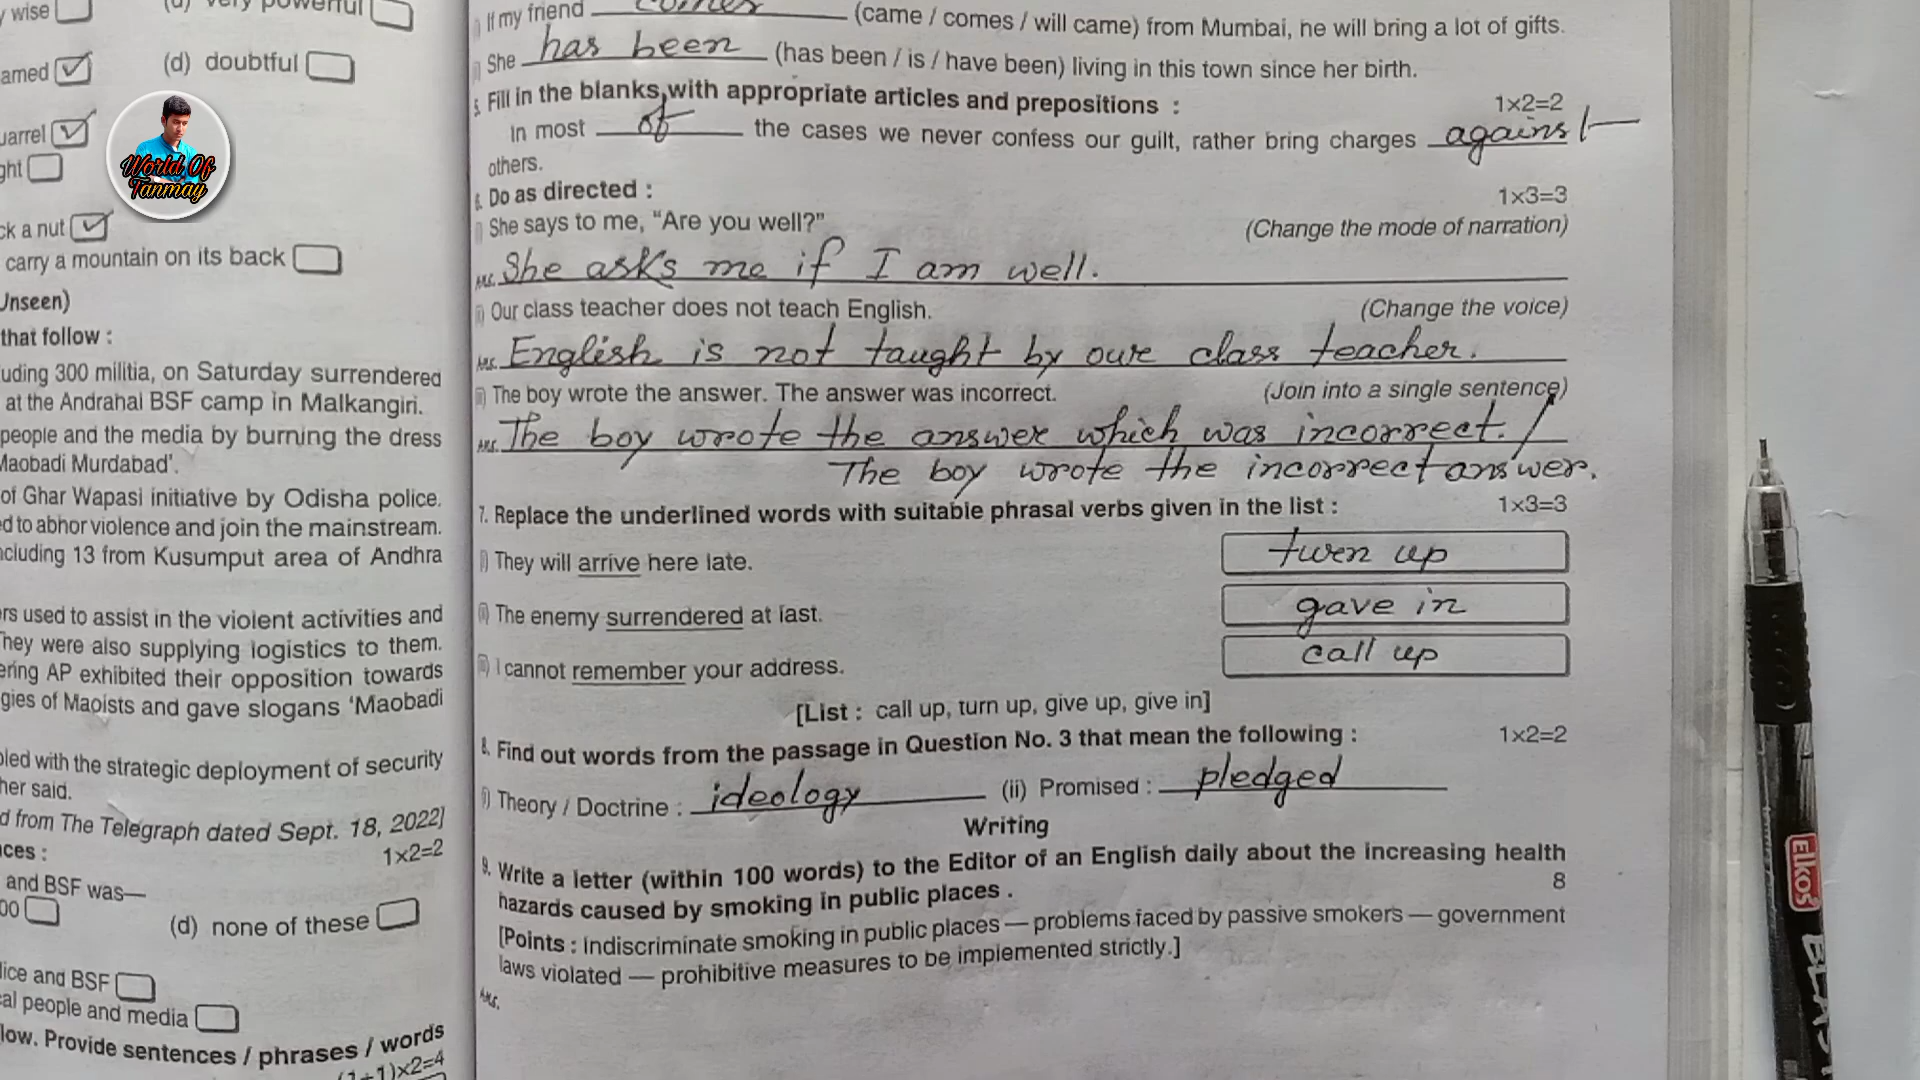 y wise
(d) very powerful
amed
(d) doubtful
uarrel
ght
World Of
Tanmay
ck a nut
carry a mountain on its back
Unseen)
that follow :
uding 300 militia, on Saturday surrendered
at the Andrahal BSF camp in Malkangiri.
people and the media by burning the dress
Maobadi Murdabad'.
of Ghar Wapasi initiative by Odisha police.
ed to abhor violence and join the mainstream.
ncluding 13 from Kusumput area of Andhra
ers used to assist in the violent activities and
They were also supplying logistics to them.
ering AP exhibited their opposition towards
gies of Maoists and gave slogans 'Maobadi
pled with the strategic deployment of security
her said.
d from The Telegraph dated Sept. 18, 2022]
ces : 1×2=2
and BSF was—
00
(d) none of these
lice and BSF
cal people and media
low. Provide sentences / phrases / words
(1+1)×2=4
i) If my friend comes (came / comes / will came) from Mumbai, he will bring a lot of gifts.
ii) She has been (has been / is / have been) living in this town since her birth.
5. Fill in the blanks with appropriate articles and prepositions : 1×2=2
In most of the cases we never confess our guilt, rather bring charges against
others.
6. Do as directed : 1×3=3
i) She says to me, “Are you well?” (Change the mode of narration)
Ans. She asks me if I am well.
ii) Our class teacher does not teach English. (Change the voice)
Ans. English is not taught by our class teacher.
iii) The boy wrote the answer. The answer was incorrect. (Join into a single sentence)
Ans. The boy wrote the answer which was incorrect. /
The boy wrote the incorrect answer.
7. Replace the underlined words with suitable phrasal verbs given in the list : 1×3=3
i) They will arrive here late. turn up
ii) The enemy surrendered at last. gave in
iii) I cannot remember your address. call up
[List : call up, turn up, give up, give in]
8. Find out words from the passage in Question No. 3 that mean the following : 1×2=2
i) Theory / Doctrine : ideology (ii) Promised : pledged
Writing
9. Write a letter (within 100 words) to the Editor of an English daily about the increasing health
hazards caused by smoking in public places . 8
[Points : Indiscriminate smoking in public places — problems faced by passive smokers — government
laws violated — prohibitive measures to be implemented strictly.]
Ans.
Elkos